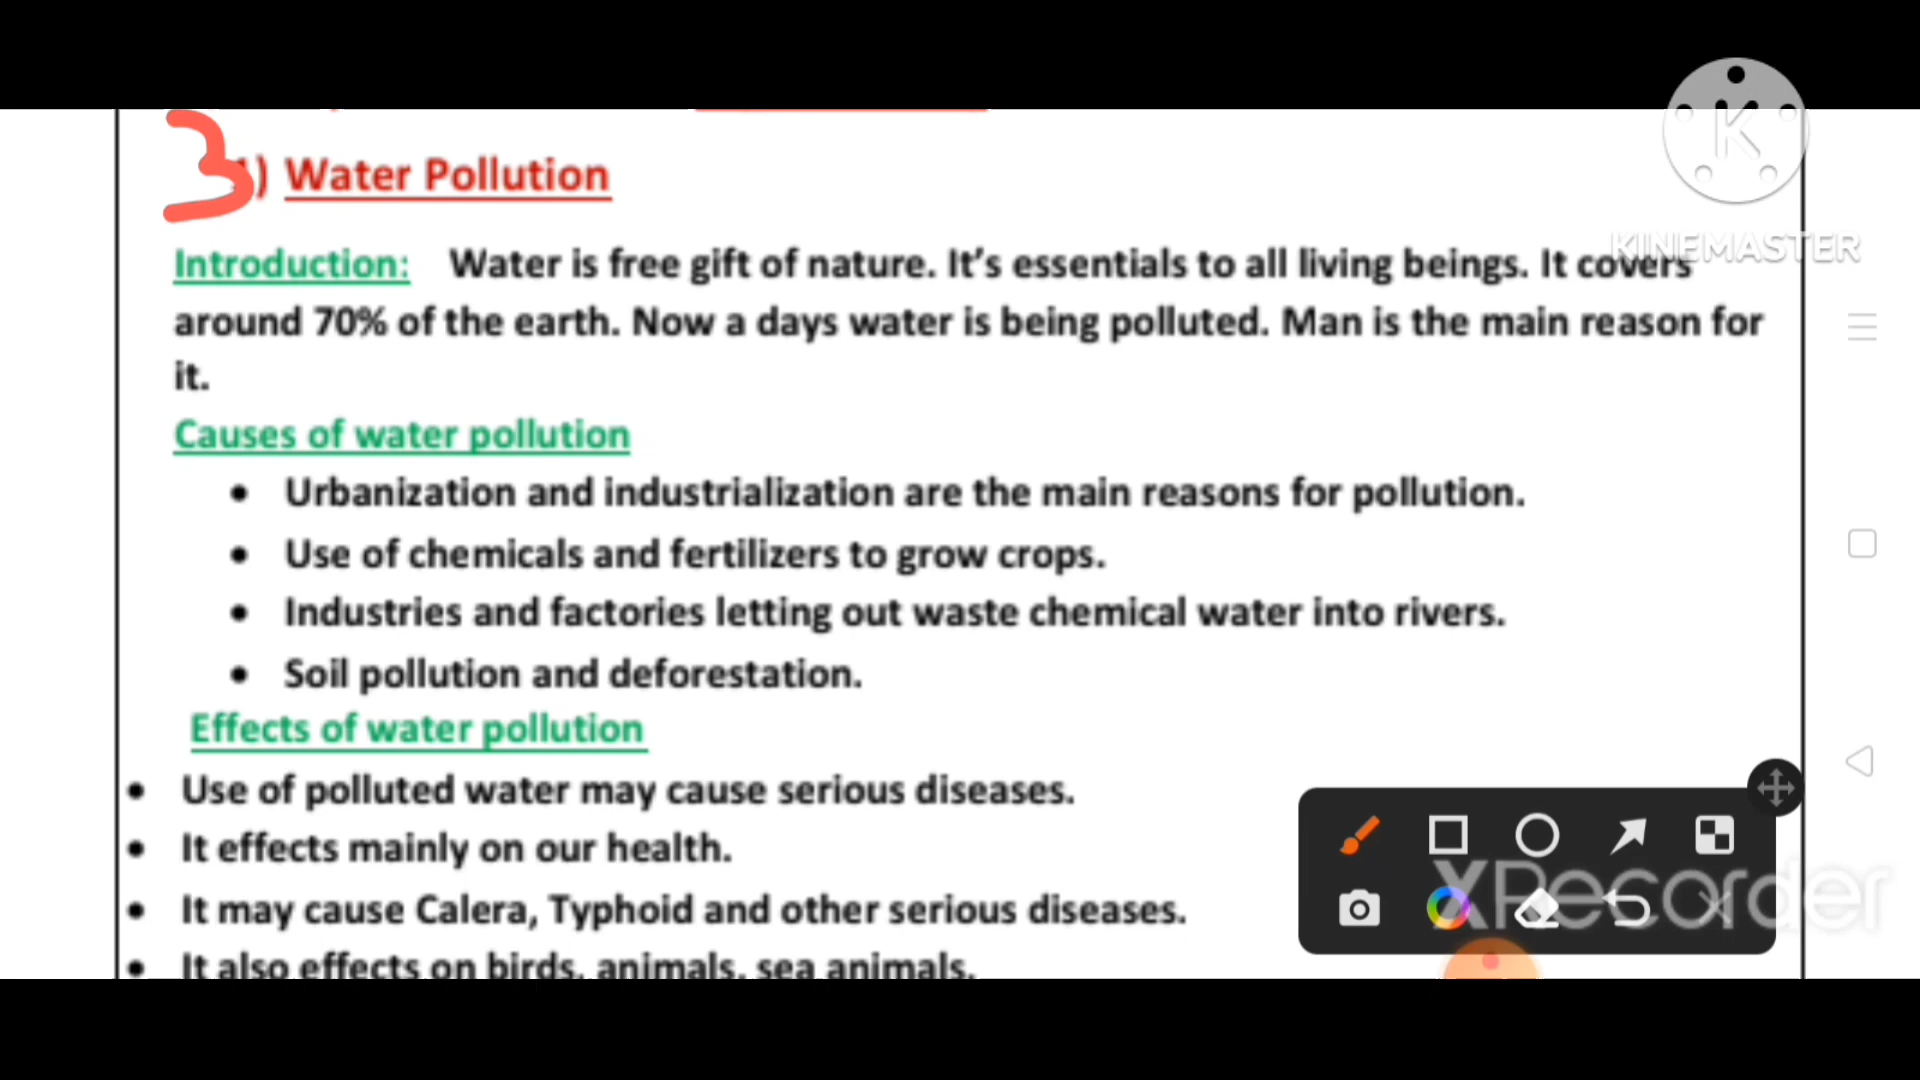 3 1) Water Pollution
KINEMASTER
Introduction: Water is free gift of nature. It's essentials to all living beings. It covers
around 70% of the earth. Now a days water is being polluted. Man is the main reason for
it.
Causes of water pollution
• Urbanization and industrialization are the main reasons for pollution.
• Use of chemicals and fertilizers to grow crops.
• Industries and factories letting out waste chemical water into rivers.
• Soil pollution and deforestation.
Effects of water pollution
• Use of polluted water may cause serious diseases.
• It effects mainly on our health.
• It may cause Calera, Typhoid and other serious diseases.
• It also effects on birds, animals, sea animals.
XRecorder